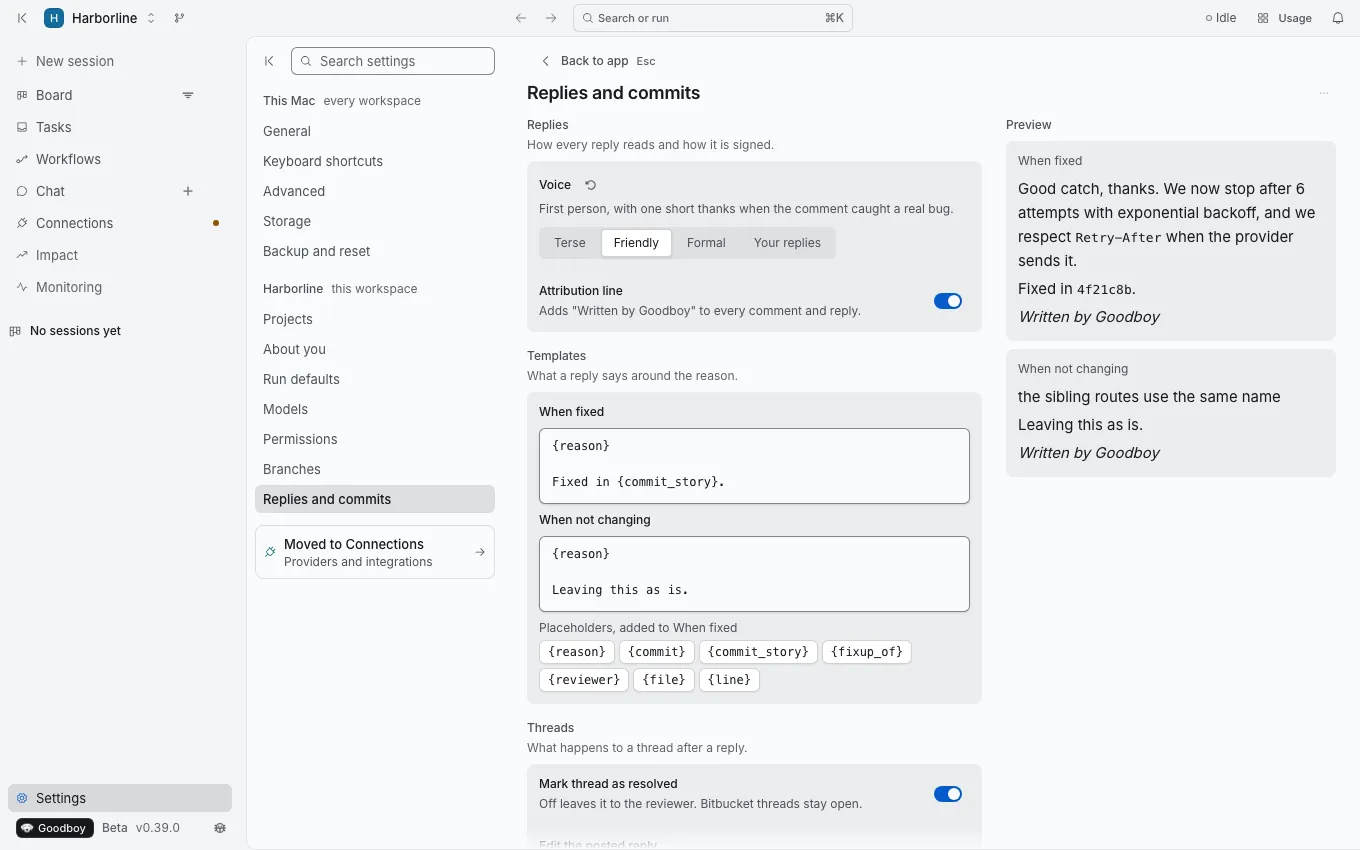 H Harborline
Search or run ⌘K
Idle
Usage
New session
Board
Tasks
Workflows
Chat
Connections
Impact
Monitoring
No sessions yet
Settings
Goodboy Beta v0.39.0
Search settings
This Mac every workspace
General
Keyboard shortcuts
Advanced
Storage
Backup and reset
Harborline this workspace
Projects
About you
Run defaults
Models
Permissions
Branches
Replies and commits
Moved to Connections
Providers and integrations
Back to app Esc
Replies and commits
Replies
How every reply reads and how it is signed.
Voice
First person, with one short thanks when the comment caught a real bug.
Terse Friendly Formal Your replies
Attribution line
Adds "Written by Goodboy" to every comment and reply.
Templates
What a reply says around the reason.
When fixed
{reason}
Fixed in {commit_story}.
When not changing
{reason}
Leaving this as is.
Placeholders, added to When fixed
{reason} {commit} {commit_story} {fixup_of}
{reviewer} {file} {line}
Threads
What happens to a thread after a reply.
Mark thread as resolved
Off leaves it to the reviewer. Bitbucket threads stay open.
Edit the posted reply
Preview
When fixed
Good catch, thanks. We now stop after 6
attempts with exponential backoff, and we
respect Retry-After when the provider
sends it.
Fixed in 4f21c8b.
Written by Goodboy
When not changing
the sibling routes use the same name
Leaving this as is.
Written by Goodboy